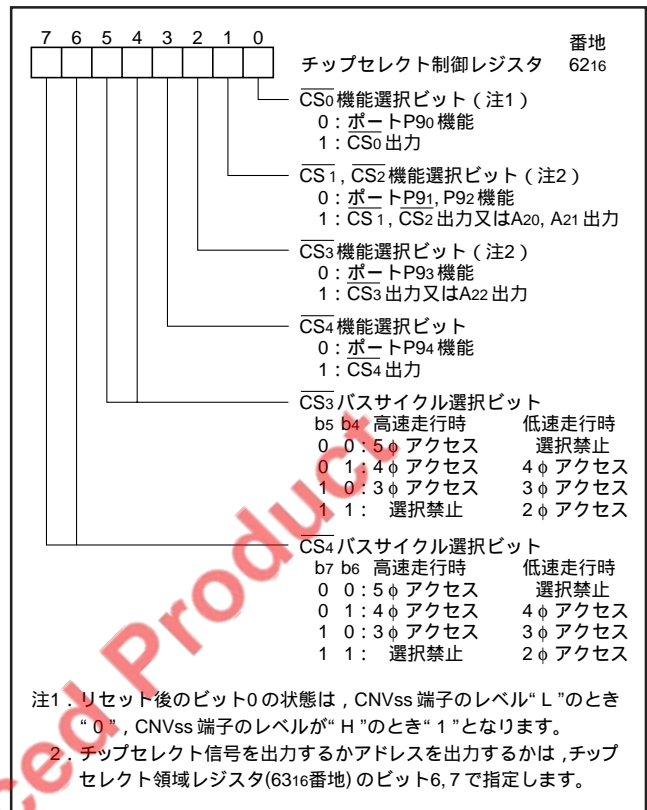 7 6 5 4 3 2 1 0
番地
チップセレクト制御レジスタ 6216
CS0機能選択ビット（注1）
0：ポートP90機能
1：CS0出力
CS1, CS2機能選択ビット（注2）
0：ポートP91, P92機能
1：CS1, CS2出力又はA20, A21出力
CS3機能選択ビット（注2）
0：ポートP93機能
1：CS3出力又はA22出力
CS4機能選択ビット
0：ポートP94機能
1：CS4出力
CS3バスサイクル選択ビット
b5 b4 高速走行時 低速走行時
0 0：5φアクセス 選択禁止
0 1：4φアクセス 4φアクセス
1 0：3φアクセス 3φアクセス
1 1： 選択禁止 2φアクセス
CS4バスサイクル選択ビット
b7 b6 高速走行時 低速走行時
0 0：5φアクセス 選択禁止
0 1：4φアクセス 4φアクセス
1 0：3φアクセス 3φアクセス
1 1： 選択禁止 2φアクセス
注1．リセット後のビット0の状態は，CNVss端子のレベル“L”のとき
“0”，CNVss端子のレベルが“H”のとき“1”となります。
2．チップセレクト信号を出力するかアドレスを出力するかは，チップ
セレクト領域レジスタ(6316番地)のビット6,7で指定します。
ced Product